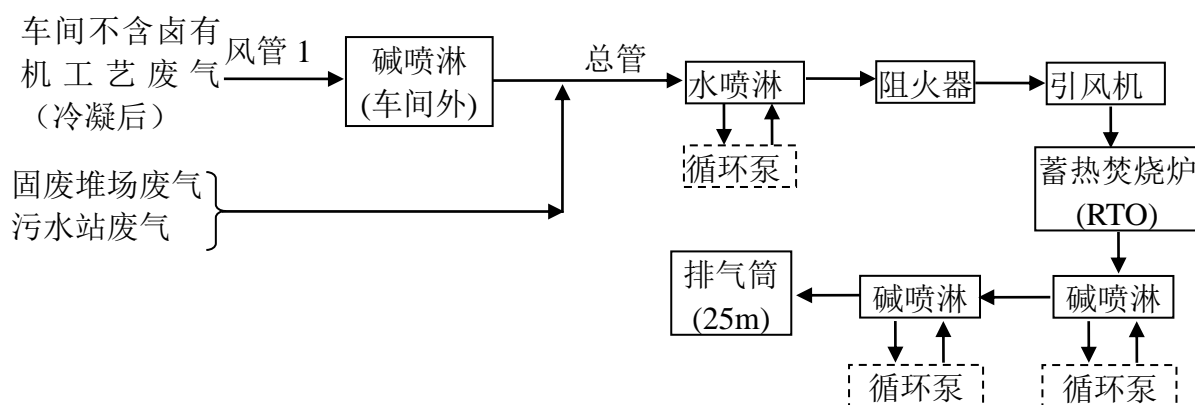 车间不含卤有
机工艺废气
（冷凝后）
风管 1
碱喷淋
(车间外)
总管
水喷淋
循环泵
阻火器
引风机
固废堆场废气
污水站废气
蓄热焚烧炉
(RTO)
排气筒
(25m)
碱喷淋
碱喷淋
循环泵
循环泵